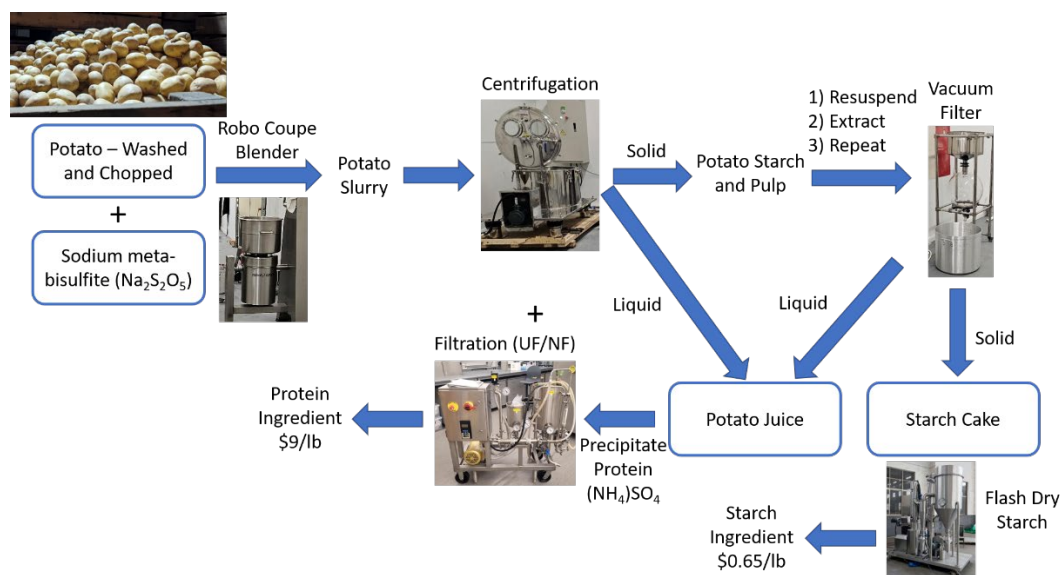 Potato – Washed
and Chopped
+
Sodium meta-
bisulfite (Na₂S₂O₅)
Robo Coupe
Blender
Potato
Slurry
Centrifugation
Solid
Potato Starch
and Pulp
1) Resuspend
2) Extract
3) Repeat
Vacuum
Filter
Liquid
Liquid
Solid
Potato Juice
Starch Cake
Precipitate
Protein
(NH₄)SO₄
+
Filtration (UF/NF)
Protein
Ingredient
$9/lb
Flash Dry
Starch
Starch
Ingredient
$0.65/lb